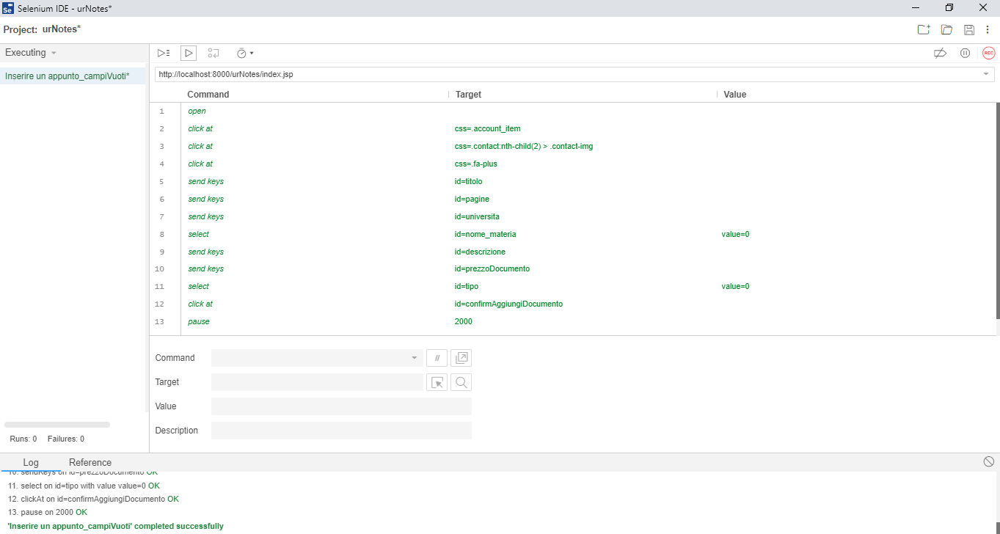 Selenium IDE - urNotes*
Project: urNotes*
Executing
Inserire un appunto_campiVuoti*
REC
http://localhost:8000/urNotes/index.jsp
Command Target Value
1 open
2 click at css=.account_item
3 click at css=.contact:nth-child(2) > .contact-img
4 click at css=.fa-plus
5 send keys id=titolo
6 send keys id=pagine
7 send keys id=universita
8 select id=nome_materia value=0
9 send keys id=descrizione
10 send keys id=prezzoDocumento
11 select id=tipo value=0
12 click at id=confirmAggiungiDocumento
13 pause 2000
Command //
Target
Value
Description
Runs: 0 Failures: 0
Log Reference
10. sendKeys on id=prezzoDocumento OK
11. select on id=tipo with value value=0 OK
12. clickAt on id=confirmAggiungiDocumento OK
13. pause on 2000 OK
'Inserire un appunto_campiVuoti' completed successfully